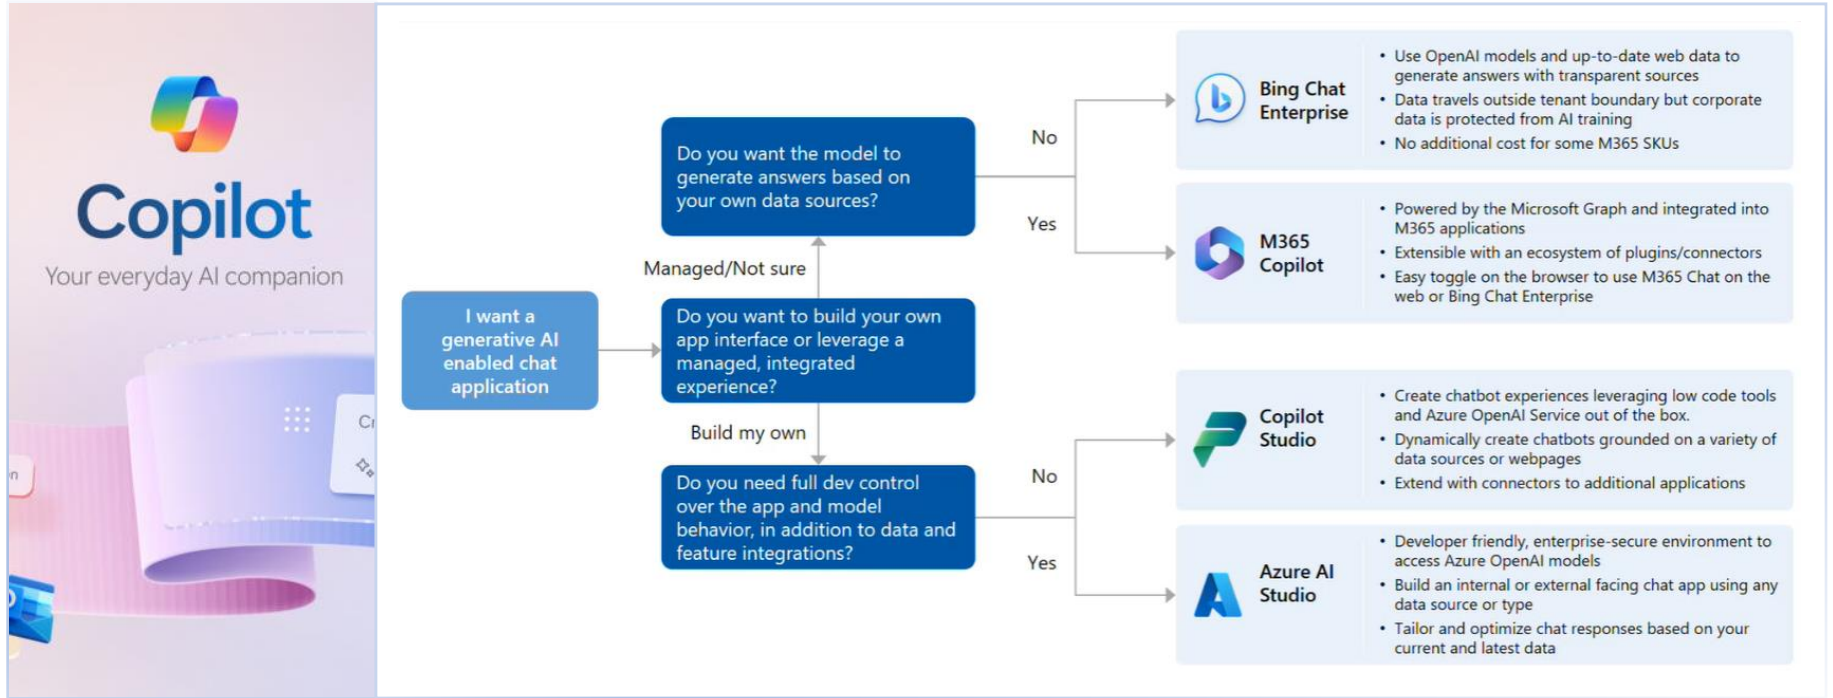 Copilot
Your everyday AI companion
I want a
generative AI
enabled chat
application
Do you want the model to
generate answers based on
your own data sources?
Managed/Not sure
Do you want to build your own
app interface or leverage a
managed, integrated
experience?
Build my own
Do you need full dev control
over the app and model
behavior, in addition to data and
feature integrations?
No
Yes
No
Yes
Bing Chat
Enterprise
• Use OpenAI models and up-to-date web data to
generate answers with transparent sources
• Data travels outside tenant boundary but corporate
data is protected from AI training
• No additional cost for some M365 SKUs
M365
Copilot
• Powered by the Microsoft Graph and integrated into
M365 applications
• Extensible with an ecosystem of plugins/connectors
• Easy toggle on the browser to use M365 Chat on the
web or Bing Chat Enterprise
Copilot
Studio
• Create chatbot experiences leveraging low code tools
and Azure OpenAI Service out of the box.
• Dynamically create chatbots grounded on a variety of
data sources or webpages
• Extend with connectors to additional applications
Azure AI
Studio
• Developer friendly, enterprise-secure environment to
access Azure OpenAI models
• Build an internal or external facing chat app using any
data source or type
• Tailor and optimize chat responses based on your
current and latest data